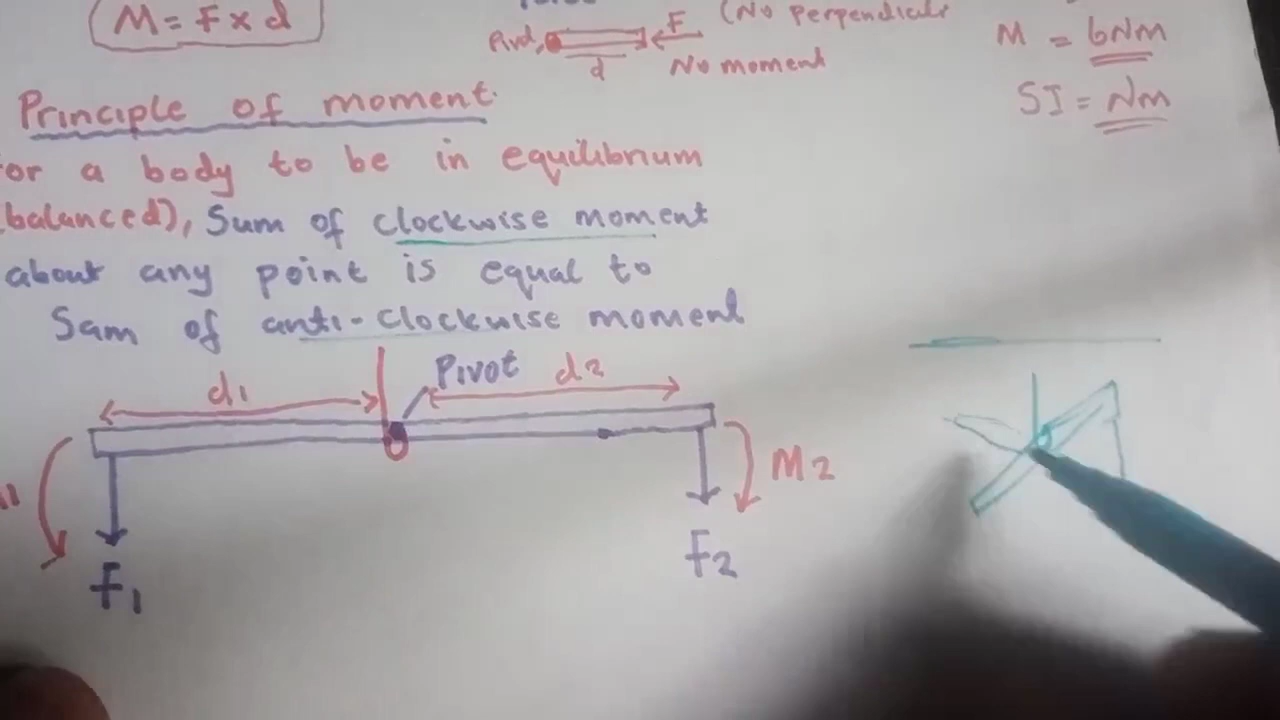 M = F x d
Pivot
F
(No perpendicular
d
No moment
M = 6Nm
SI = Nm
Principle of moment.
or a body to be in equilibrium
(balanced), Sum of clockwise moment
about any point is equal to
Sam of anti-clockwise moment
d1
Pivot
d2
M2
F1
F2